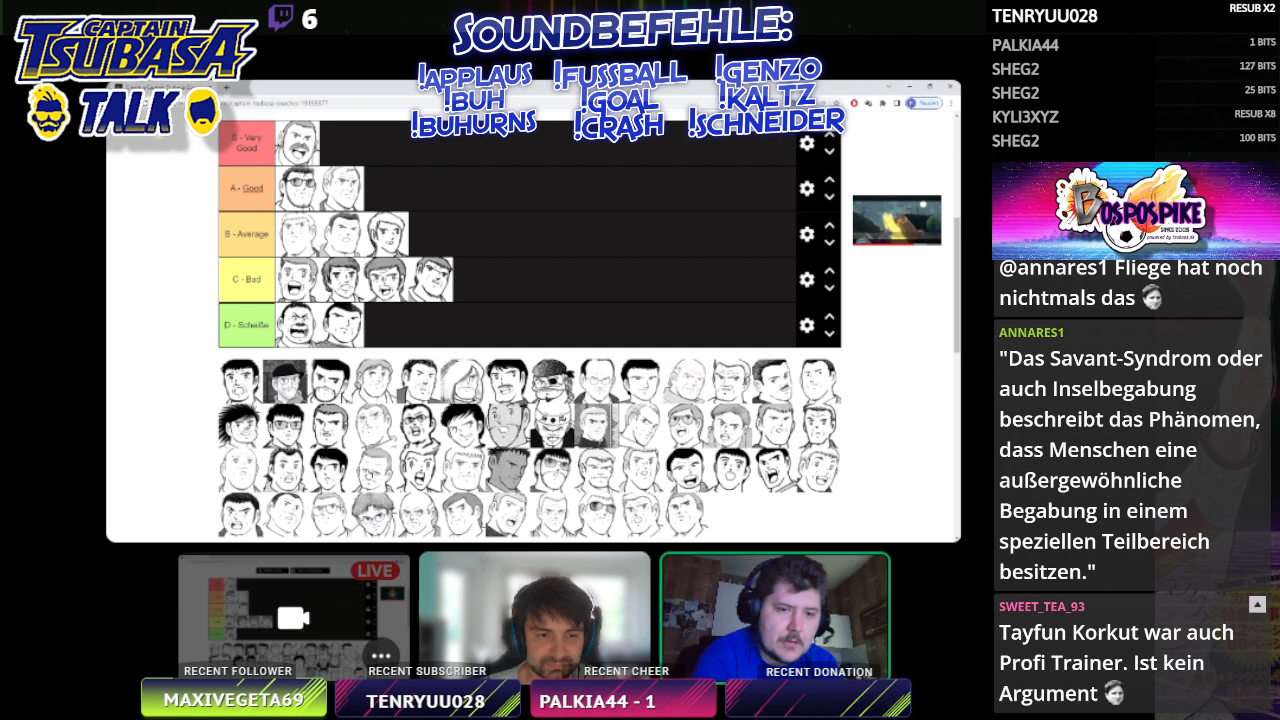 CAPTAIN
TSUBASA
TALK
6
SOUNDBEFEHLE:
!APPLAUS !FUSSBALL !GENZO
!BUH !GOAL !KALTZ
!BUHURNS !CRASH !SCHNEIDER
S - Very
Good
A - Good
B - Average
C - Bad
D - Scheiße
TENRYUU028 RESUB X2
PALKIA44 1 BITS
SHEG2 127 BITS
SHEG2 25 BITS
KYLI3XYZ RESUB X8
SHEG2 100 BITS
BOSPOSPIKE
SINCE 2008
@annares1 Fliege hat noch
nichtmals das
ANNARES1
"Das Savant-Syndrom oder
auch Inselbegabung
beschreibt das Phänomen,
dass Menschen eine
außergewöhnliche
Begabung in einem
speziellen Teilbereich
besitzen."
SWEET_TEA_93
Tayfun Korkut war auch
Profi Trainer. Ist kein
Argument
LIVE
RECENT FOLLOWER
MAXIVEGETA69
RECENT SUBSCRIBER
TENRYUU028
RECENT CHEER
PALKIA44 - 1
RECENT DONATION